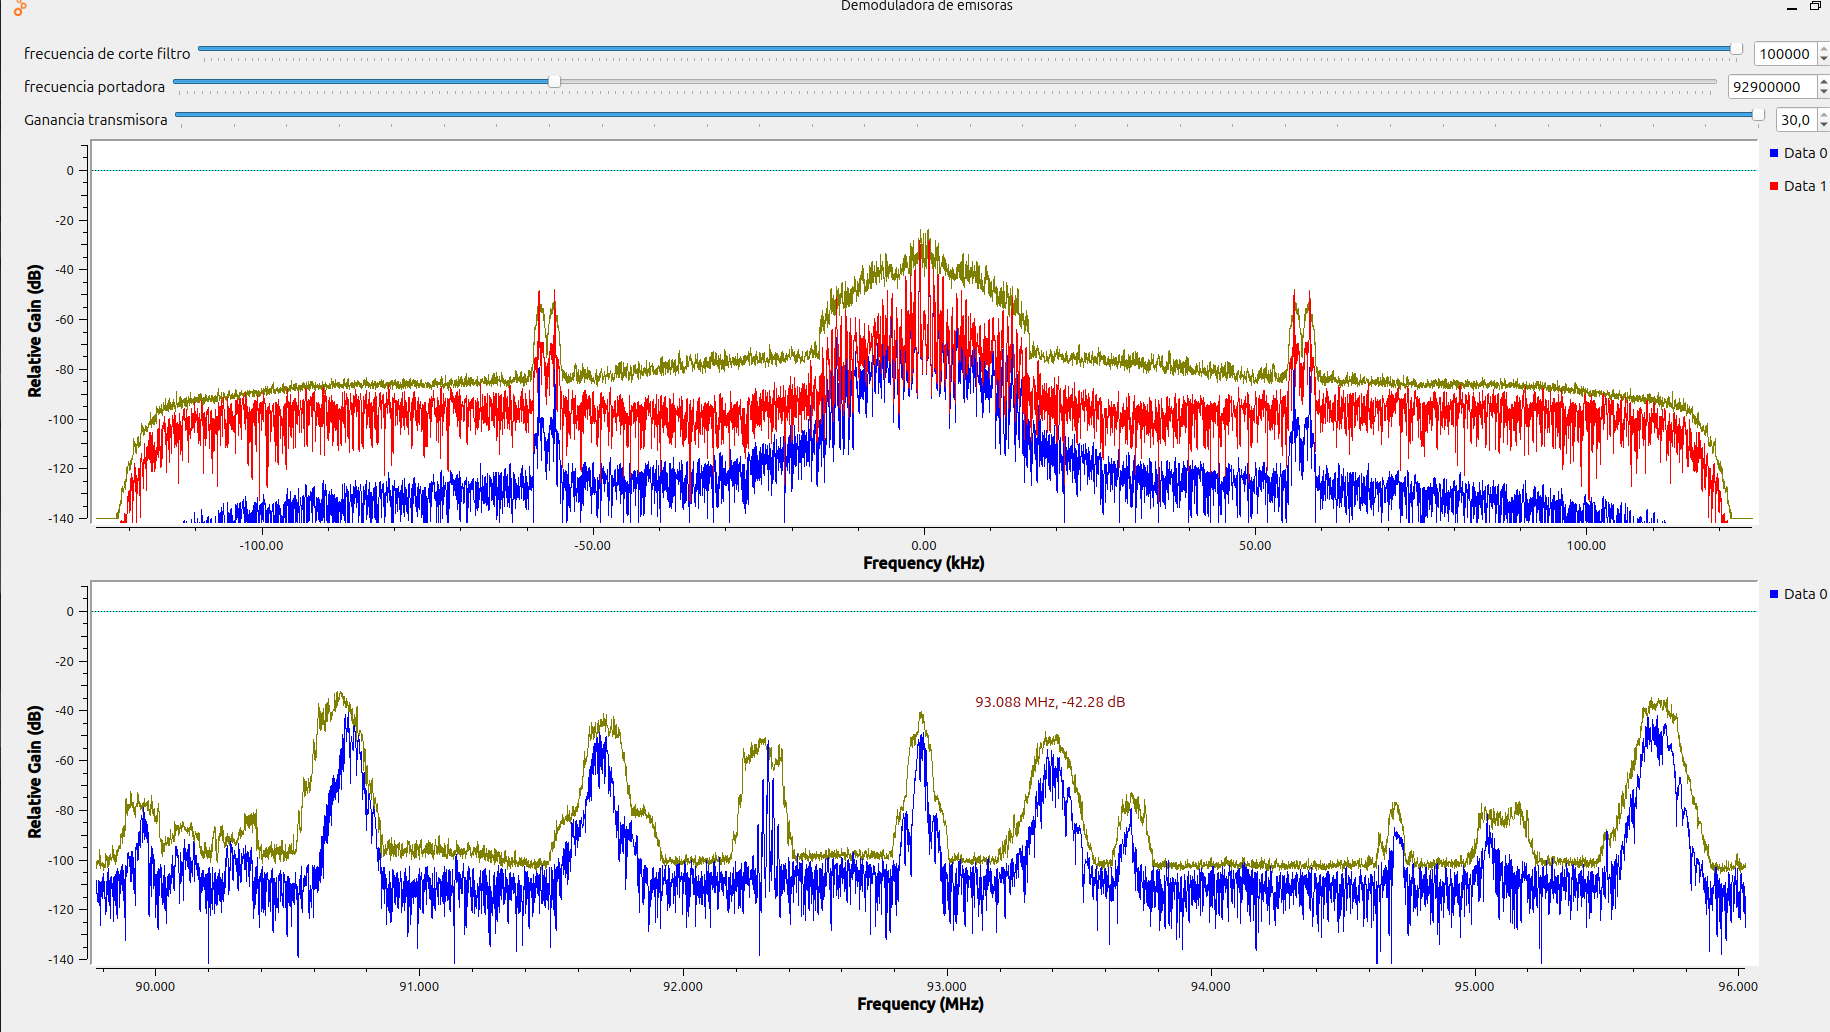 Demoduladora de emisoras
frecuencia de corte filtro
100000
frecuencia portadora
92900000
Ganancia transmisora
30,0
Data 0
Data 1
Relative Gain (dB)
0
-20
-40
-60
-80
-100
-120
-140
-100.00
-50.00
0.00
50.00
100.00
Frequency (kHz)
Data 0
Relative Gain (dB)
0
-20
-40
-60
-80
-100
-120
-140
93.088 MHz, -42.28 dB
90.000
91.000
92.000
93.000
94.000
95.000
96.000
Frequency (MHz)